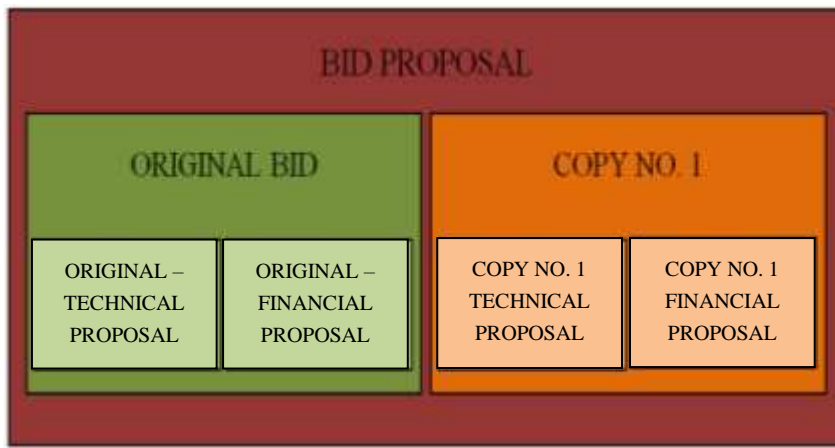 BID PROPOSAL
ORIGINAL BID
ORIGINAL –
TECHNICAL
PROPOSAL
ORIGINAL –
FINANCIAL
PROPOSAL
COPY NO. 1
COPY NO. 1
TECHNICAL
PROPOSAL
COPY NO. 1
FINANCIAL
PROPOSAL